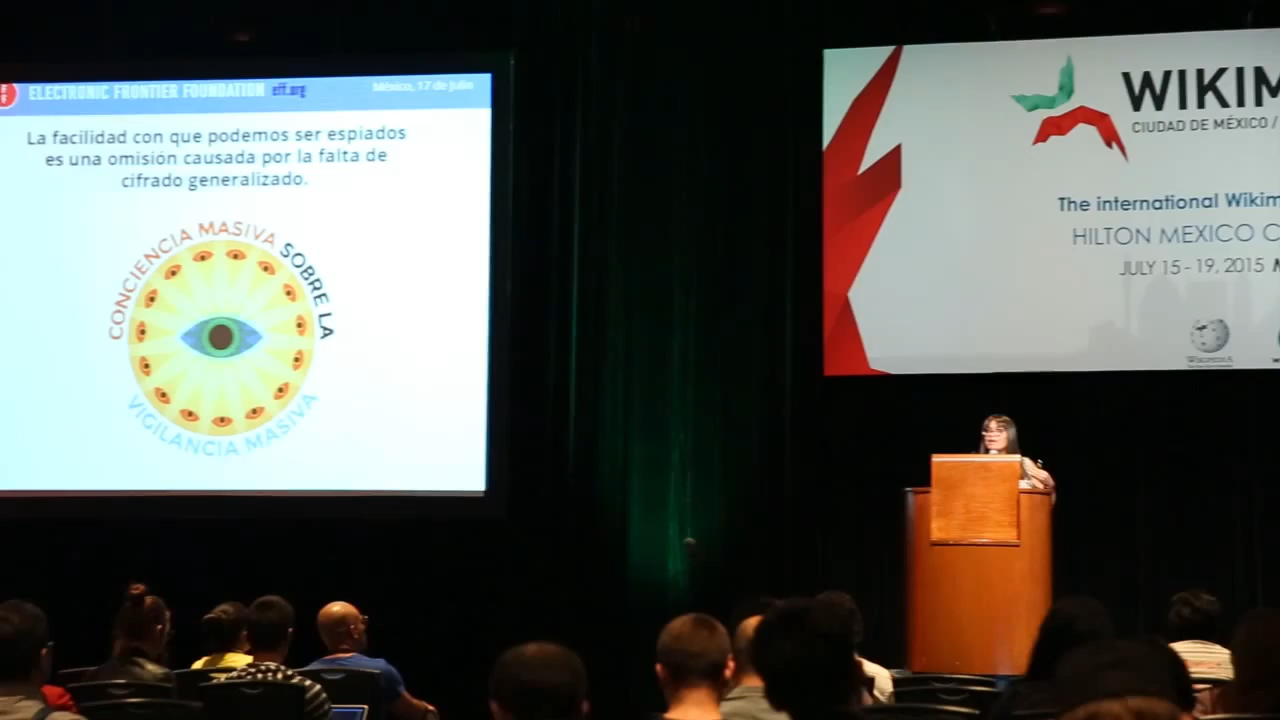 ELECTRONIC FRONTIER FOUNDATION eff.org
México, 17 de julio
La facilidad con que podemos ser espiados
es una omisión causada por la falta de
cifrado generalizado.
CONCIENCIA MASIVA SOBRE LA
VIGILANCIA MASIVA
WIKIM
CIUDAD DE MÉXICO /
The international Wikim
HILTON MEXICO C
JULY 15 - 19, 2015
WIKIPEDIA